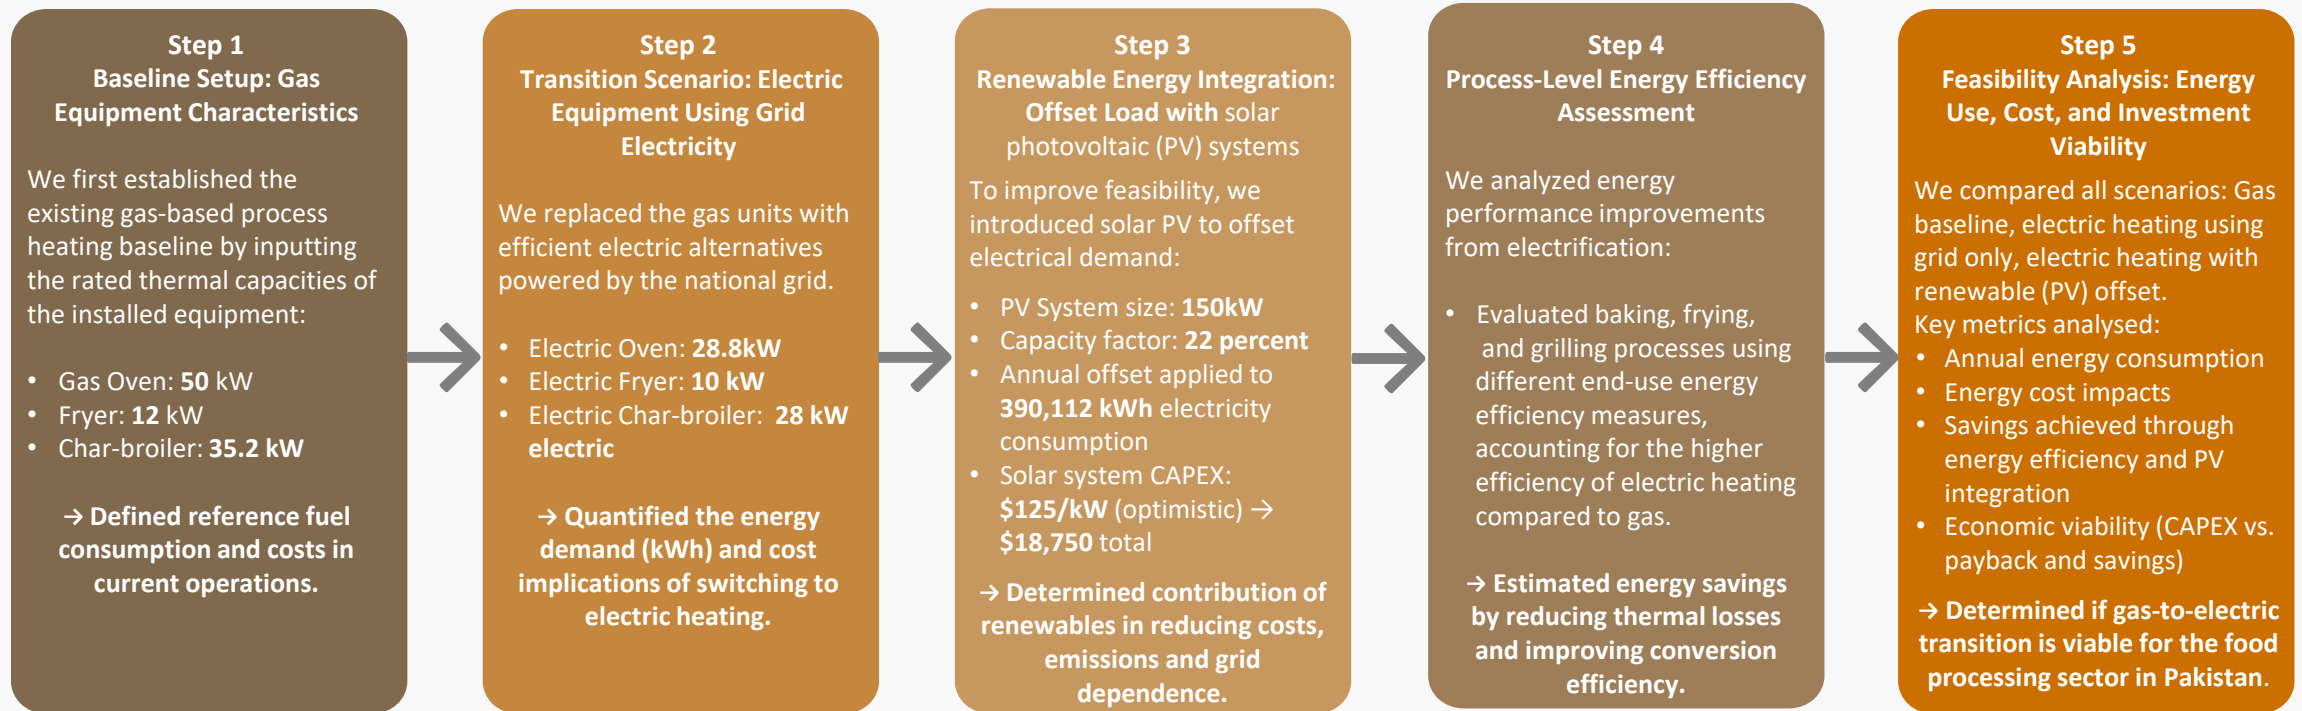 Step 1
Baseline Setup: Gas
Equipment Characteristics
We first established the
existing gas-based process
heating baseline by inputting
the rated thermal capacities of
the installed equipment:
• Gas Oven: 50 kW
• Fryer: 12 kW
• Char-broiler: 35.2 kW
→ Defined reference fuel
consumption and costs in
current operations.
Step 2
Transition Scenario: Electric
Equipment Using Grid
Electricity
We replaced the gas units with
efficient electric alternatives
powered by the national grid.
• Electric Oven: 28.8kW
• Electric Fryer: 10 kW
• Electric Char-broiler: 28 kW
electric
→ Quantified the energy
demand (kWh) and cost
implications of switching to
electric heating.
Step 3
Renewable Energy Integration:
Offset Load with solar
photovoltaic (PV) systems
To improve feasibility, we
introduced solar PV to offset
electrical demand:
• PV System size: 150kW
• Capacity factor: 22 percent
• Annual offset applied to
390,112 kWh electricity
consumption
• Solar system CAPEX:
$125/kW (optimistic) →
$18,750 total
→ Determined contribution of
renewables in reducing costs,
emissions and grid
dependence.
Step 4
Process-Level Energy Efficiency
Assessment
We analyzed energy
performance improvements
from electrification:
• Evaluated baking, frying,
and grilling processes using
different end-use energy
efficiency measures,
accounting for the higher
efficiency of electric heating
compared to gas.
→ Estimated energy savings
by reducing thermal losses
and improving conversion
efficiency.
Step 5
Feasibility Analysis: Energy
Use, Cost, and Investment
Viability
We compared all scenarios: Gas
baseline, electric heating using
grid only, electric heating with
renewable (PV) offset.
Key metrics analysed:
• Annual energy consumption
• Energy cost impacts
• Savings achieved through
energy efficiency and PV
integration
• Economic viability (CAPEX vs.
payback and savings)
→ Determined if gas-to-electric
transition is viable for the food
processing sector in Pakistan.